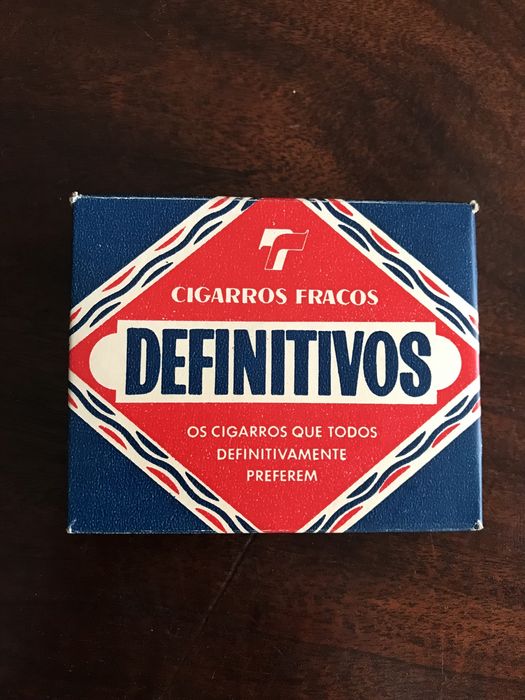 CIGARROS FRACOS
DEFINITIVOS
OS CIGARROS QUE TODOS
DEFINITIVAMENTE
PREFEREM